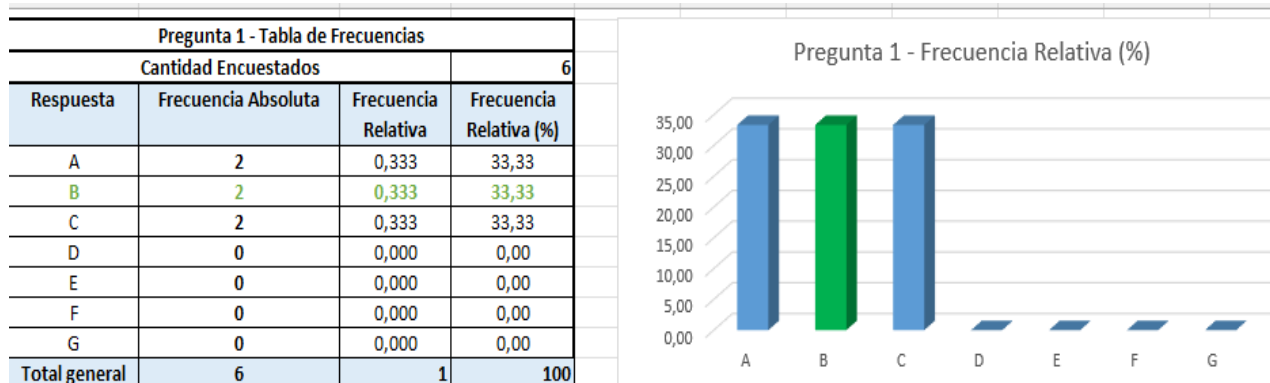 Pregunta 1 - Tabla de Frecuencias
Cantidad Encuestados 6
Respuesta Frecuencia Absoluta Frecuencia Relativa Frecuencia Relativa (%)
A 2 0,333 33,33
B 2 0,333 33,33
C 2 0,333 33,33
D 0 0,000 0,00
E 0 0,000 0,00
F 0 0,000 0,00
G 0 0,000 0,00
Total general 6 1 100
Pregunta 1 - Frecuencia Relativa (%)
35,00
30,00
25,00
20,00
15,00
10,00
5,00
0,00
A B C D E F G